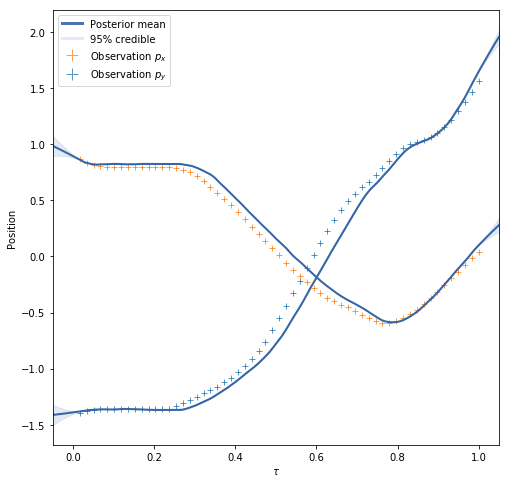 Posterior mean
95% credible
Observation pₓ
Observation p_y
2.0
1.5
1.0
0.5
0.0
−0.5
−1.0
−1.5
Position
0.0 0.2 0.4 0.6 0.8 1.0
τ